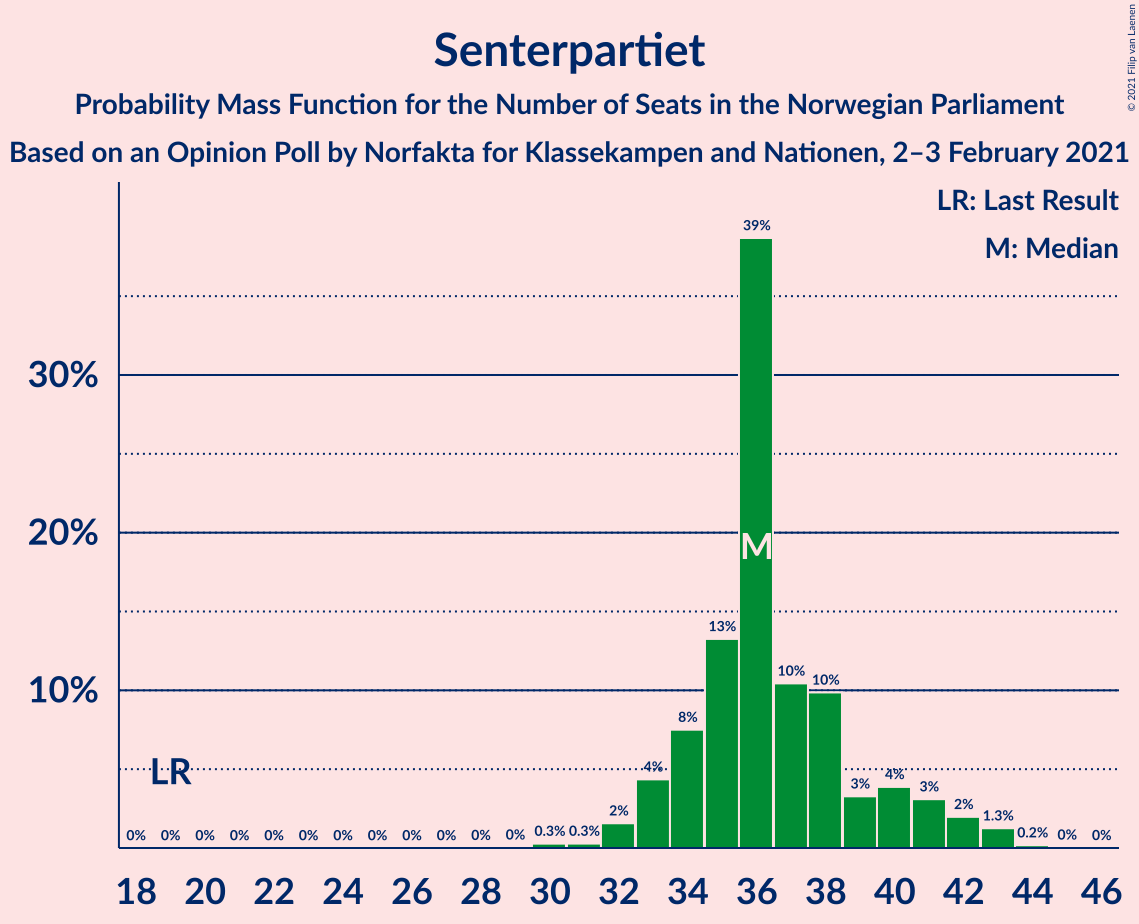 Senterpartiet
Probability Mass Function for the Number of Seats in the Norwegian Parliament
Based on an Opinion Poll by Norfakta for Klassekampen and Nationen, 2–3 February 2021
© 2021 Filip van Laenen
LR: Last Result
M: Median
39%
30%
20%
M
13%
10% 10%
10%
8%
LR
4% 3% 4% 3%
2% 2% 1.3%
0% 0% 0% 0% 0% 0% 0% 0% 0% 0% 0% 0% 0.3% 0.3% 0.2% 0% 0%
18 20 22 24 26 28 30 32 34 36 38 40 42 44 46